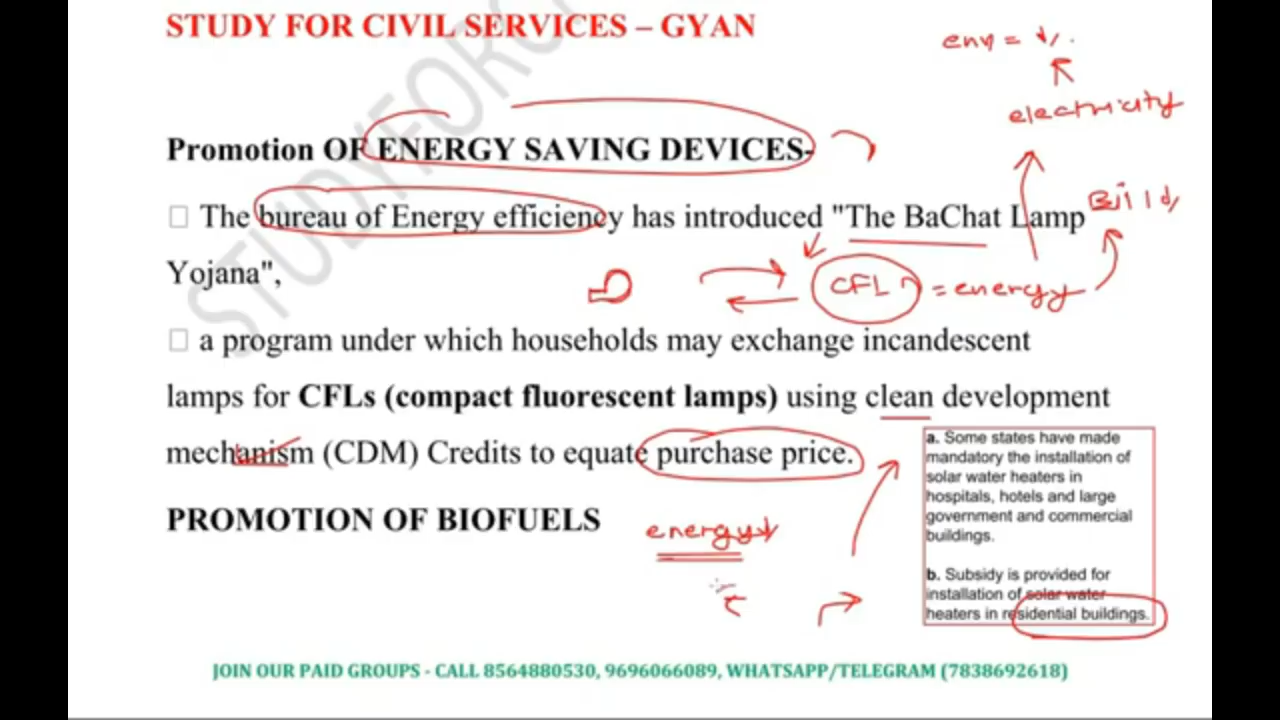 STUDY FOR CIVIL SERVICES – GYAN
env = ↓
electricity
Promotion OF ENERGY SAVING DEVICES-
The bureau of Energy efficiency has introduced "The BaChat Lamp
Build
Yojana",
CFL = energy
a program under which households may exchange incandescent
lamps for CFLs (compact fluorescent lamps) using clean development
mechanism (CDM) Credits to equate purchase price.
a. Some states have made
mandatory the installation of
solar water heaters in
hospitals, hotels and large
government and commercial
buildings.
b. Subsidy is provided for
installation of solar water
heaters in residential buildings.
PROMOTION OF BIOFUELS
energy↓
JOIN OUR PAID GROUPS - CALL 8564880530, 9696066089, WHATSAPP/TELEGRAM (7838692618)